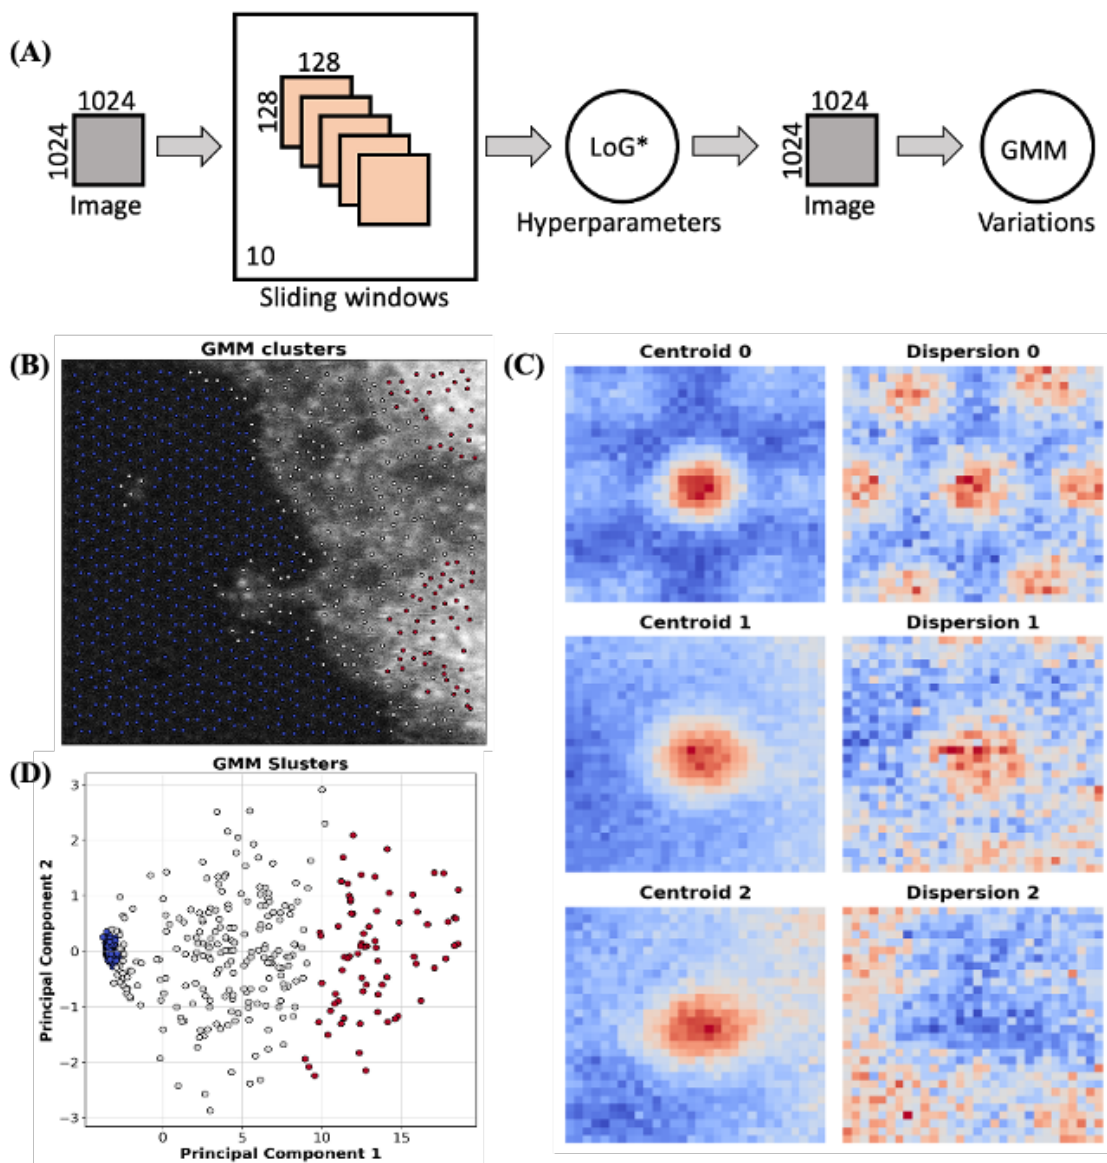 (A)
1024
1024
Image
128
128
10
Sliding windows
LoG*
Hyperparameters
1024
1024
Image
GMM
Variations
(B)
GMM clusters
(C)
Centroid 0
Dispersion 0
Centroid 1
Dispersion 1
Centroid 2
Dispersion 2
(D)
GMM Slusters
Principal Component 2
3
2
1
0
−1
−2
−3
0
5
10
15
Principal Component 1